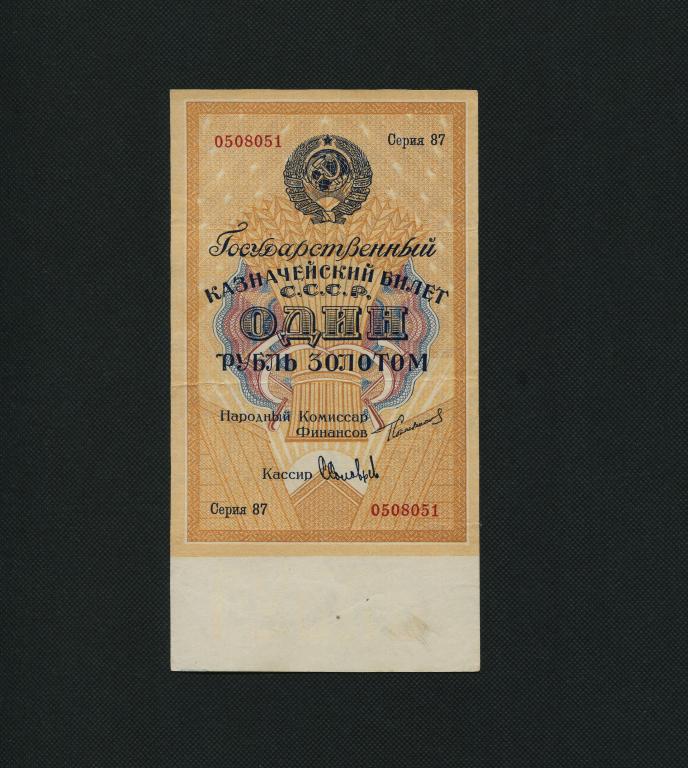 0508051 Серия 87
Государственный
КАЗНАЧЕЙСКИЙ БИЛЕТ
С.С.С.Р.
ОДИН
РУБЛЬ ЗОЛОТОМ
Народный Комиссар
Финансов
Кассир
Серия 87 0508051